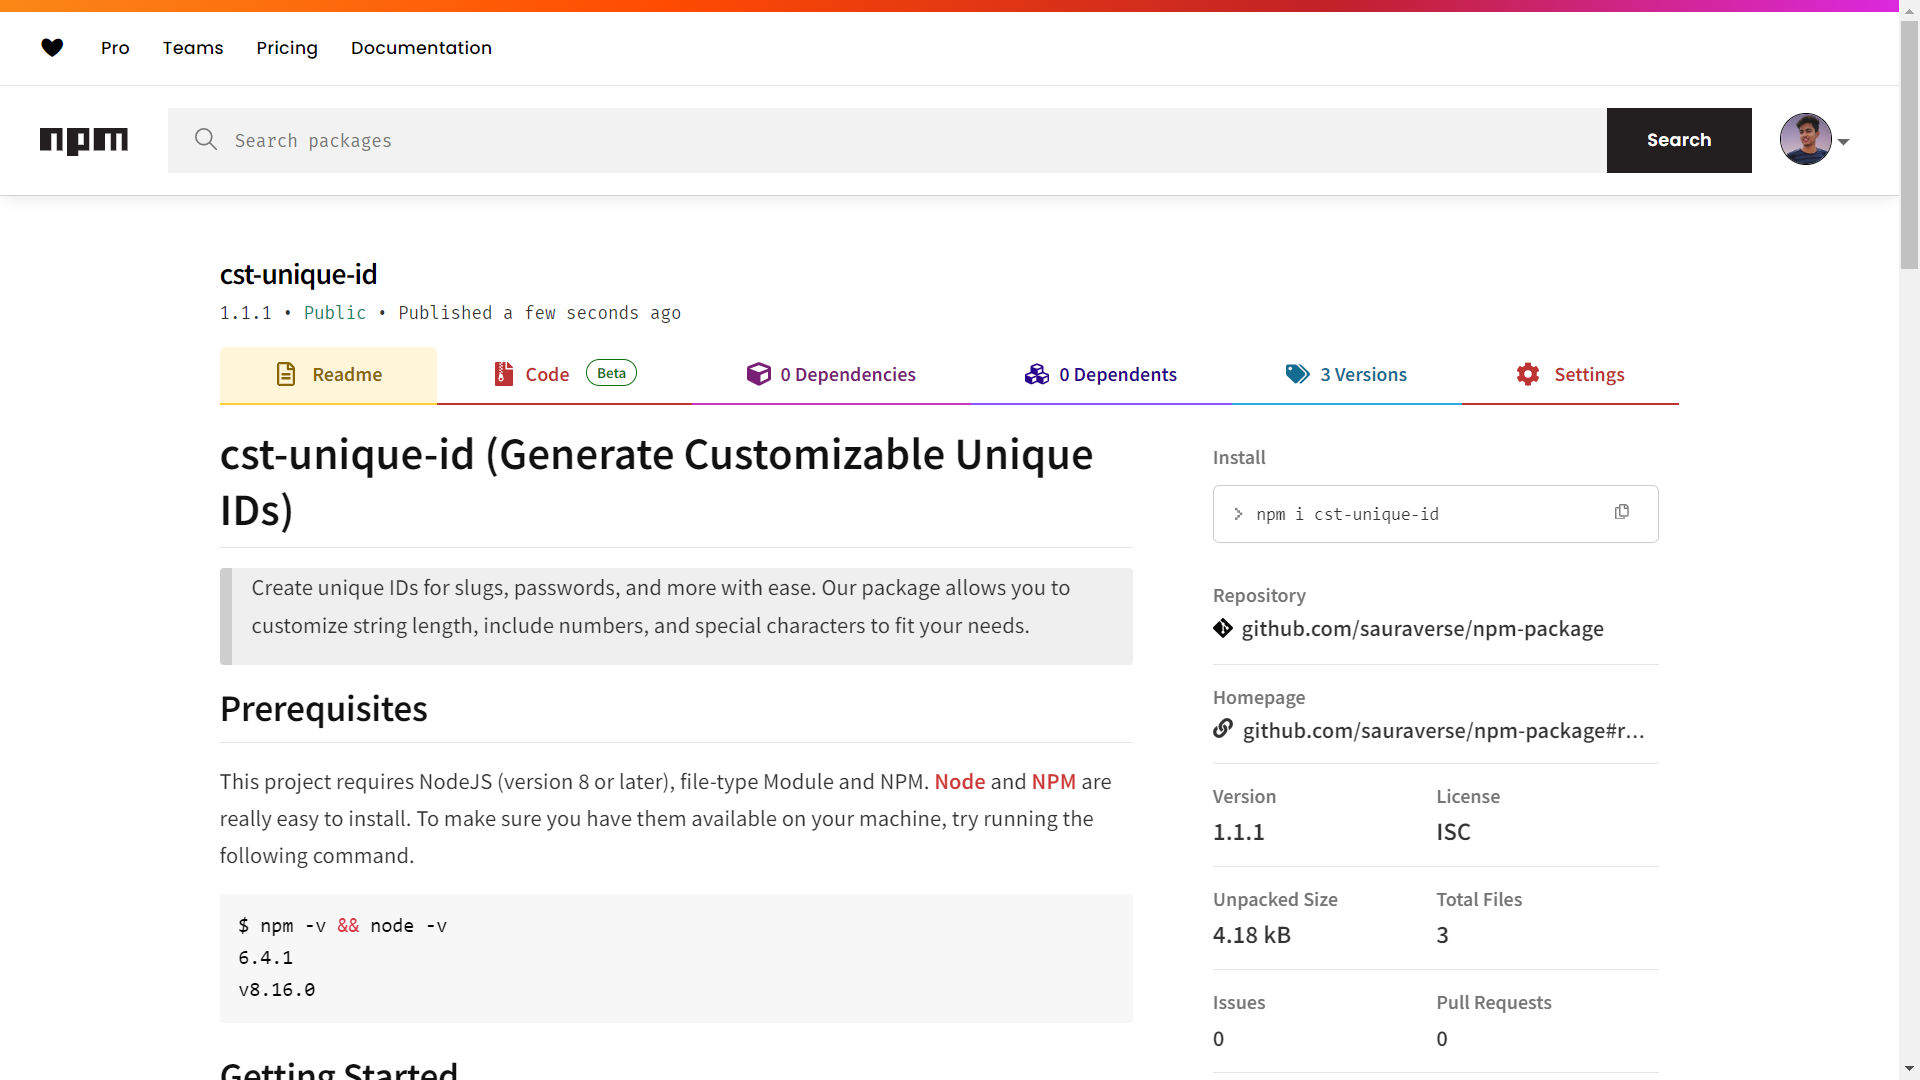 Pro Teams Pricing Documentation
npm Search packages Search
cst-unique-id
1.1.1 • Public • Published a few seconds ago
Readme Code Beta 0 Dependencies 0 Dependents 3 Versions Settings
cst-unique-id (Generate Customizable Unique
IDs)
Create unique IDs for slugs, passwords, and more with ease. Our package allows you to
customize string length, include numbers, and special characters to fit your needs.
Prerequisites
This project requires NodeJS (version 8 or later), file-type Module and NPM. Node and NPM are
really easy to install. To make sure you have them available on your machine, try running the
following command.
$ npm -v && node -v
6.4.1
v8.16.0
Getting Started
Install
> npm i cst-unique-id
Repository
github.com/sauraverse/npm-package
Homepage
github.com/sauraverse/npm-package#r...
Version License
1.1.1 ISC
Unpacked Size Total Files
4.18 kB 3
Issues Pull Requests
0 0